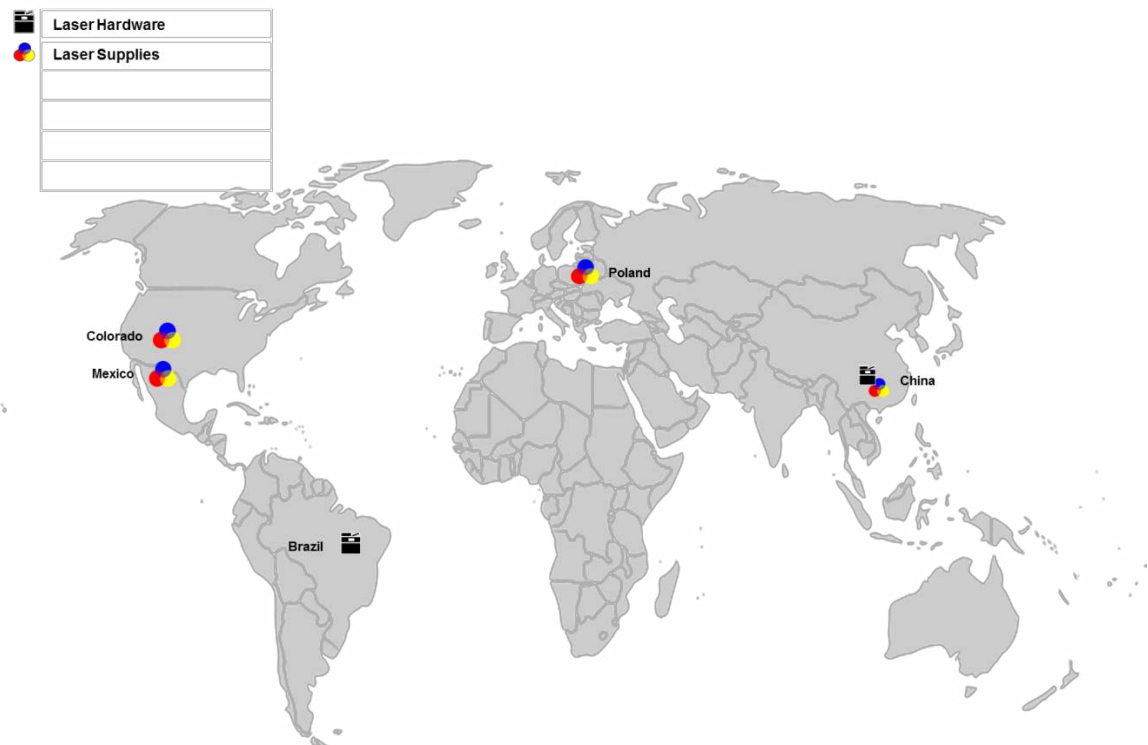 Laser Hardware
Laser Supplies
Poland
Colorado
Mexico
China
Brazil